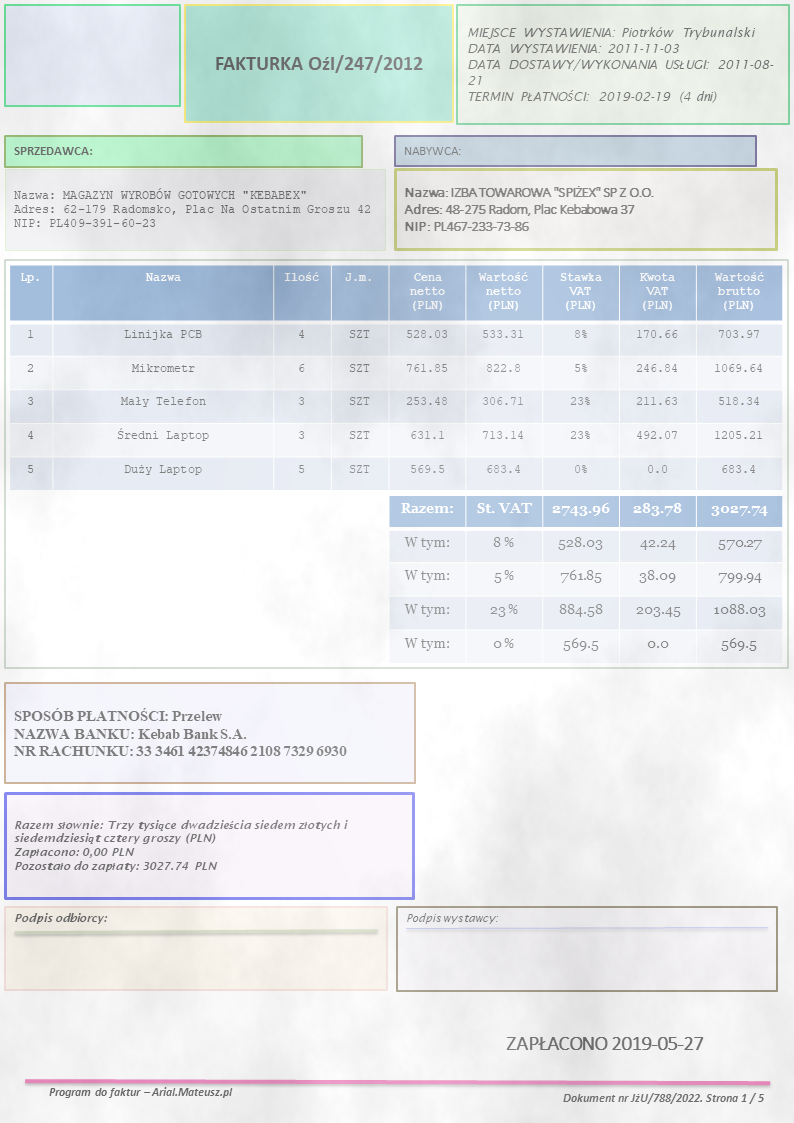 FAKTURKA OźI/247/2012
MIEJSCE WYSTAWIENIA: Piotrków Trybunalski
DATA WYSTAWIENIA: 2011-11-03
DATA DOSTAWY/WYKONANIA USŁUGI: 2011-08-
21
TERMIN PŁATNOŚCI: 2019-02-19 (4 dni)
SPRZEDAWCA:
Nazwa: MAGAZYN WYROBÓW GOTOWYCH "KEBABEX"
Adres: 62-179 Radomsko, Plac Na Ostatnim Groszu 42
NIP: PL409-391-60-23
NABYWCA:
Nazwa: IZBA TOWAROWA "SPIŻEX" SP Z O.O.
Adres: 48-275 Radom, Plac Kebabowa 37
NIP: PL467-233-73-86
Lp. Nazwa Ilość J.m. Cena netto (PLN) Wartość netto (PLN) Stawka VAT (PLN) Kwota VAT (PLN) Wartość brutto (PLN)
1 Linijka PCB 4 SZT 528.03 533.31 8% 170.66 703.97
2 Mikrometr 6 SZT 761.85 822.8 5% 246.84 1069.64
3 Mały Telefon 3 SZT 253.48 306.71 23% 211.63 518.34
4 Średni Laptop 3 SZT 631.1 713.14 23% 492.07 1205.21
5 Duży Laptop 5 SZT 569.5 683.4 0% 0.0 683.4
Razem: St. VAT 2743.96 283.78 3027.74
W tym: 8 % 528.03 42.24 570.27
W tym: 5 % 761.85 38.09 799.94
W tym: 23 % 884.58 203.45 1088.03
W tym: 0 % 569.5 0.0 569.5
SPOSÓB PŁATNOŚCI: Przelew
NAZWA BANKU: Kebab Bank S.A.
NR RACHUNKU: 33 3461 42374846 2108 7329 6930
Razem słownie: Trzy tysiące dwadzieścia siedem złotych i
siedemdziesiąt cztery groszy (PLN)
Zapłacono: 0,00 PLN
Pozostało do zapłaty: 3027.74 PLN
Podpis odbiorcy:
Podpis wystawcy:
ZAPŁACONO 2019-05-27
Program do faktur – Arial.Mateusz.pl
Dokument nr JżU/788/2022. Strona 1 / 5